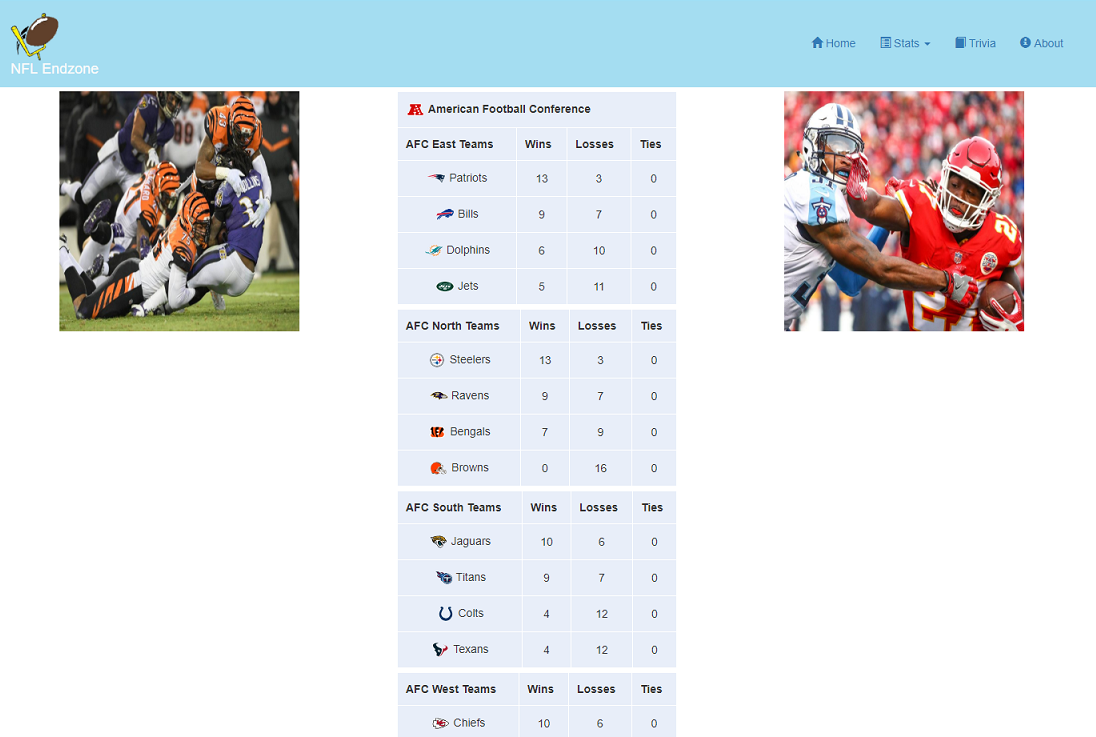 NFL Endzone
Home Stats Trivia About
American Football Conference
AFC East Teams Wins Losses Ties
Patriots 13 3 0
Bills 9 7 0
Dolphins 6 10 0
Jets 5 11 0
AFC North Teams Wins Losses Ties
Steelers 13 3 0
Ravens 9 7 0
Bengals 7 9 0
Browns 0 16 0
AFC South Teams Wins Losses Ties
Jaguars 10 6 0
Titans 9 7 0
Colts 4 12 0
Texans 4 12 0
AFC West Teams Wins Losses Ties
Chiefs 10 6 0